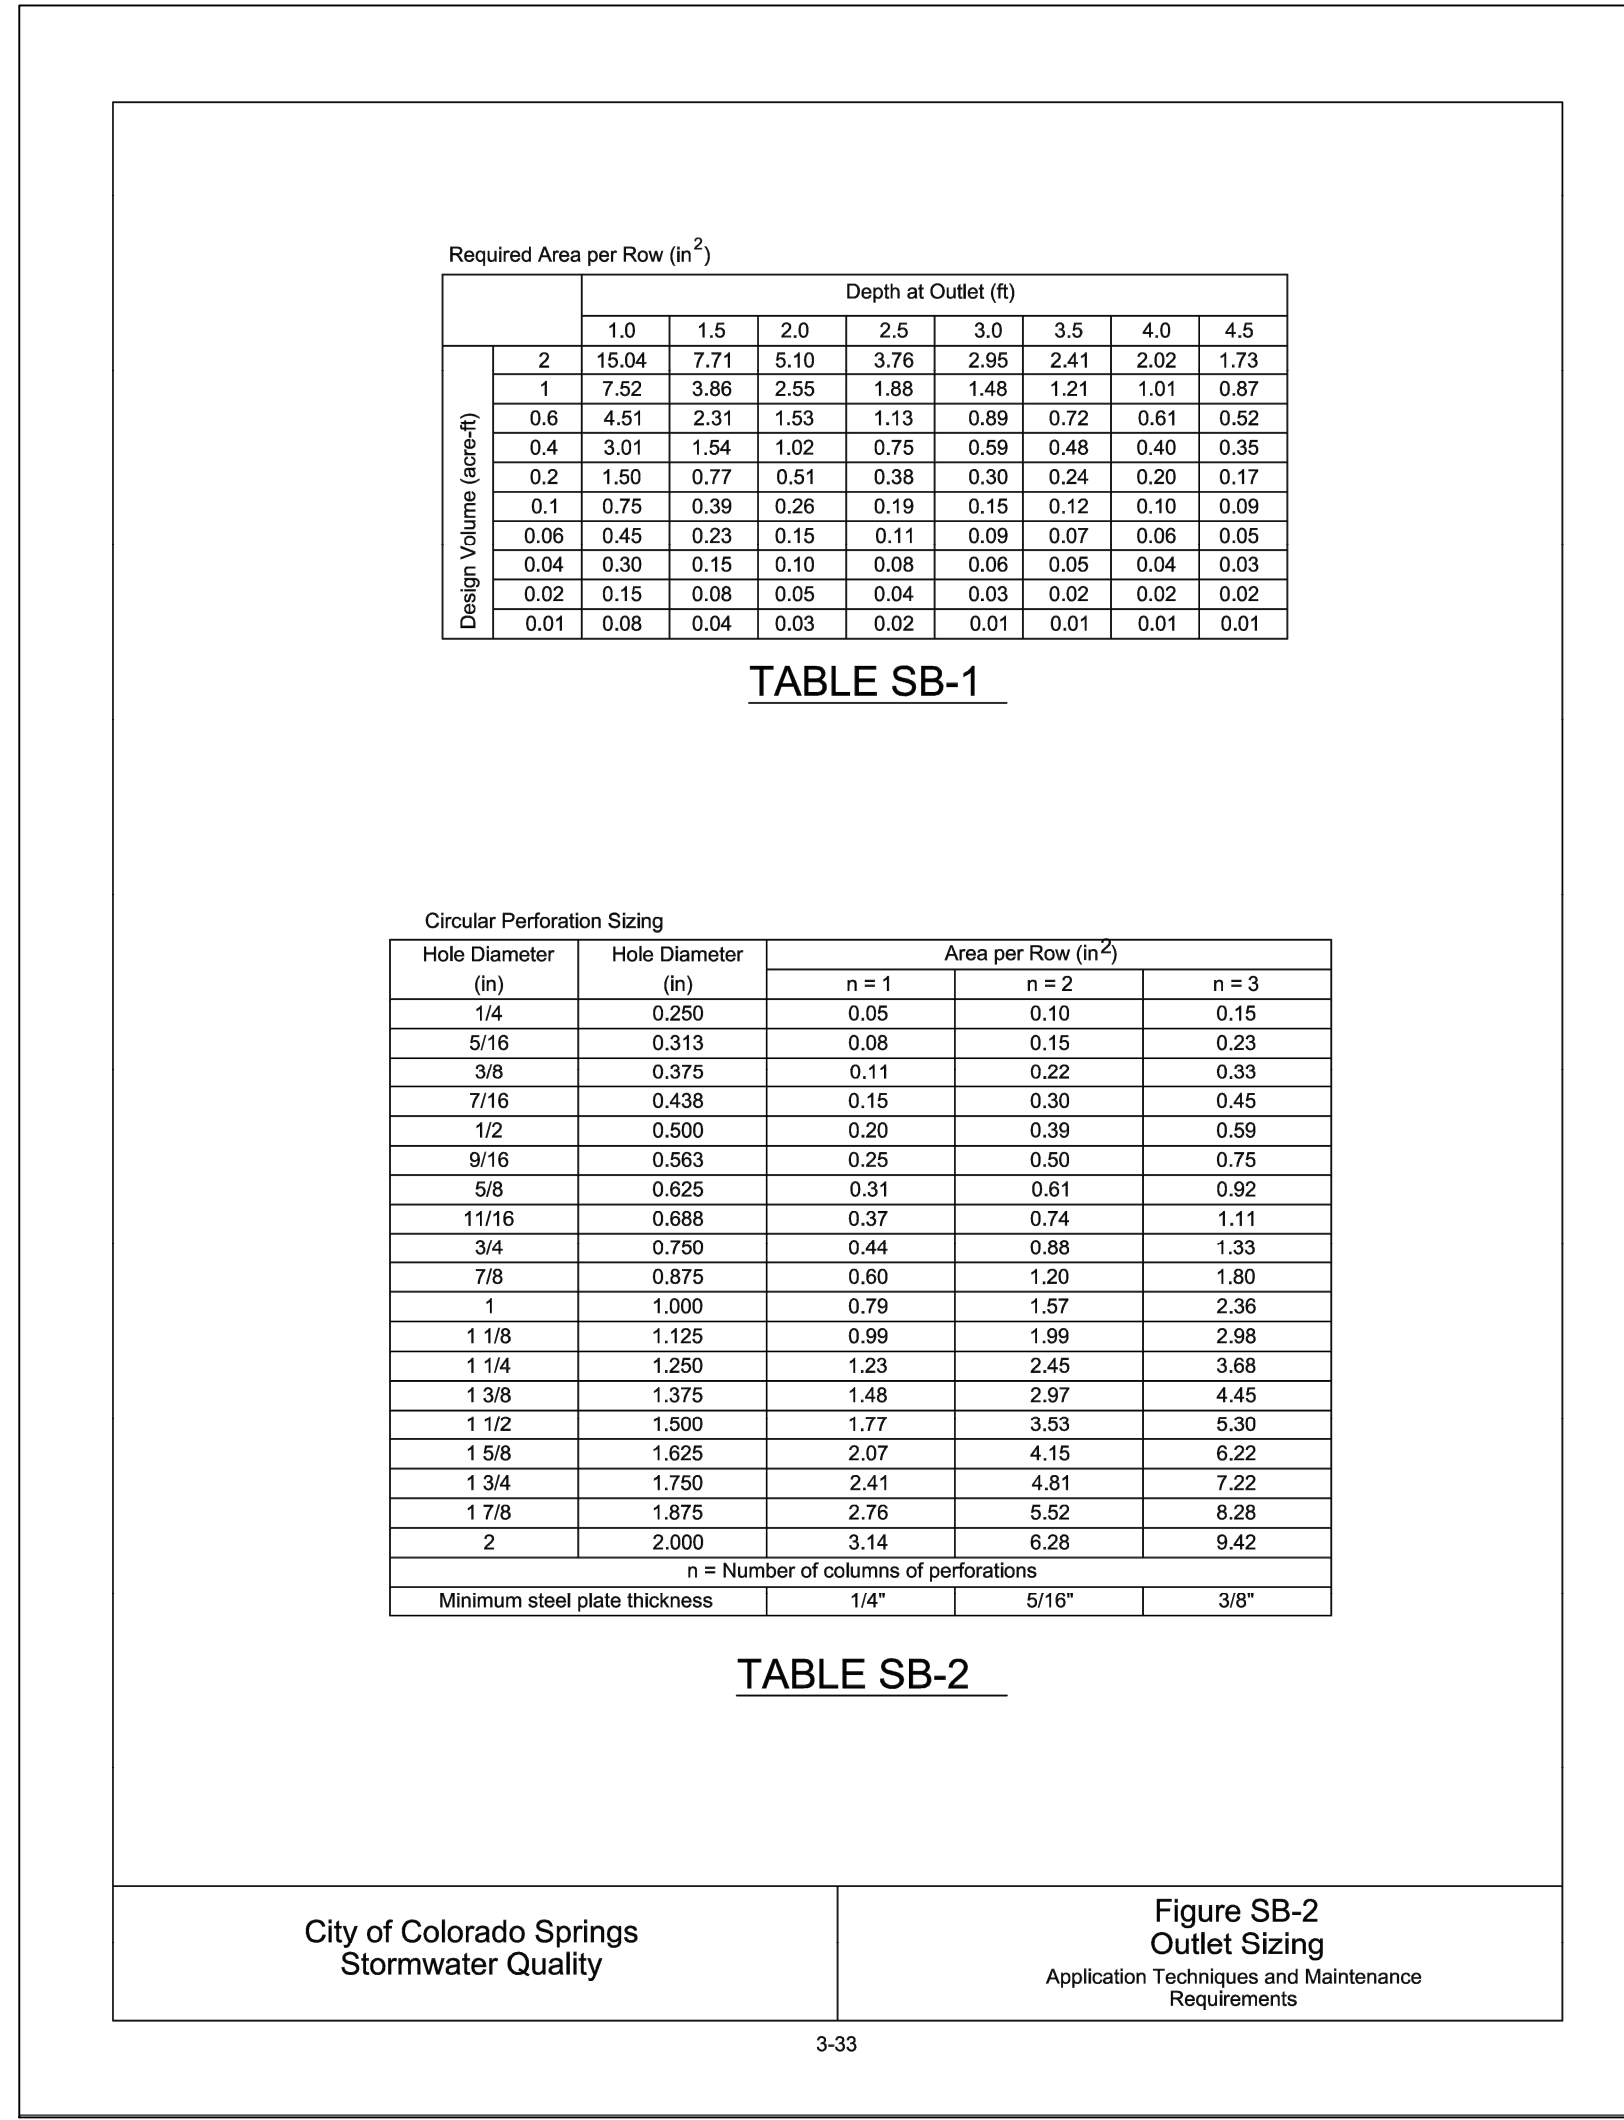 Required Area per Row (in2)
Depth at Outlet (ft)
1.0 1.5 2.0 2.5 3.0 3.5 4.0 4.5
Design Volume (acre-ft)
2 15.04 7.71 5.10 3.76 2.95 2.41 2.02 1.73
1 7.52 3.86 2.55 1.88 1.48 1.21 1.01 0.87
0.6 4.51 2.31 1.53 1.13 0.89 0.72 0.61 0.52
0.4 3.01 1.54 1.02 0.75 0.59 0.48 0.40 0.35
0.2 1.50 0.77 0.51 0.38 0.30 0.24 0.20 0.17
0.1 0.75 0.39 0.26 0.19 0.15 0.12 0.10 0.09
0.06 0.45 0.23 0.15 0.11 0.09 0.07 0.06 0.05
0.04 0.30 0.15 0.10 0.08 0.06 0.05 0.04 0.03
0.02 0.15 0.08 0.05 0.04 0.03 0.02 0.02 0.02
0.01 0.08 0.04 0.03 0.02 0.01 0.01 0.01 0.01
TABLE SB-1
Circular Perforation Sizing
Hole Diameter Hole Diameter Area per Row (in2)
(in) (in) n = 1 n = 2 n = 3
1/4 0.250 0.05 0.10 0.15
5/16 0.313 0.08 0.15 0.23
3/8 0.375 0.11 0.22 0.33
7/16 0.438 0.15 0.30 0.45
1/2 0.500 0.20 0.39 0.59
9/16 0.563 0.25 0.50 0.75
5/8 0.625 0.31 0.61 0.92
11/16 0.688 0.37 0.74 1.11
3/4 0.750 0.44 0.88 1.33
7/8 0.875 0.60 1.20 1.80
1 1.000 0.79 1.57 2.36
1 1/8 1.125 0.99 1.99 2.98
1 1/4 1.250 1.23 2.45 3.68
1 3/8 1.375 1.48 2.97 4.45
1 1/2 1.500 1.77 3.53 5.30
1 5/8 1.625 2.07 4.15 6.22
1 3/4 1.750 2.41 4.81 7.22
1 7/8 1.875 2.76 5.52 8.28
2 2.000 3.14 6.28 9.42
n = Number of columns of perforations
Minimum steel plate thickness 1/4" 5/16" 3/8"
TABLE SB-2
City of Colorado Springs
Stormwater Quality
Figure SB-2
Outlet Sizing
Application Techniques and Maintenance
Requirements
3-33